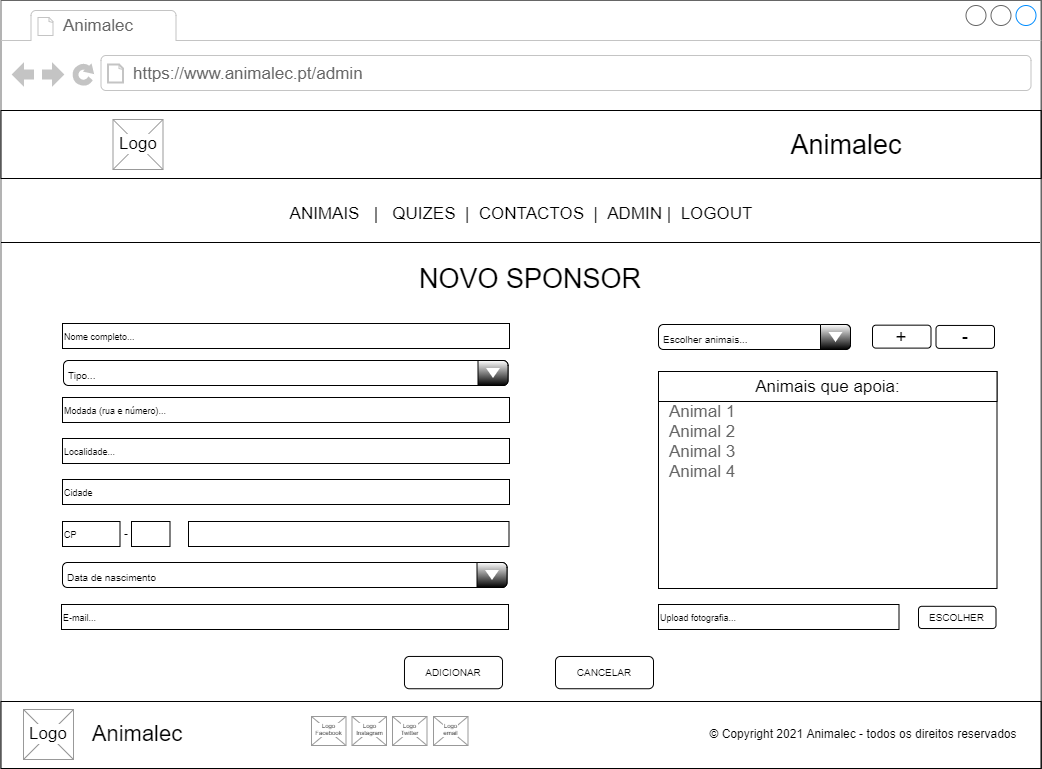 Animalec
https://www.animalec.pt/admin
Logo
Animalec
ANIMAIS | QUIZES | CONTACTOS | ADMIN | LOGOUT
NOVO SPONSOR
Nome completo...
Tipo...
Modada (rua e número)...
Localidade...
Cidade
CP -
Data de nascimento
E-mail...
Escolher animais...
+ -
Animais que apoia:
Animal 1
Animal 2
Animal 3
Animal 4
Upload fotografia...
ESCOLHER
ADICIONAR
CANCELAR
Logo
Animalec
Logo
Facebook
Logo
Instagram
Logo
Twitter
Logo
email
© Copyright 2021 Animalec - todos os direitos reservados